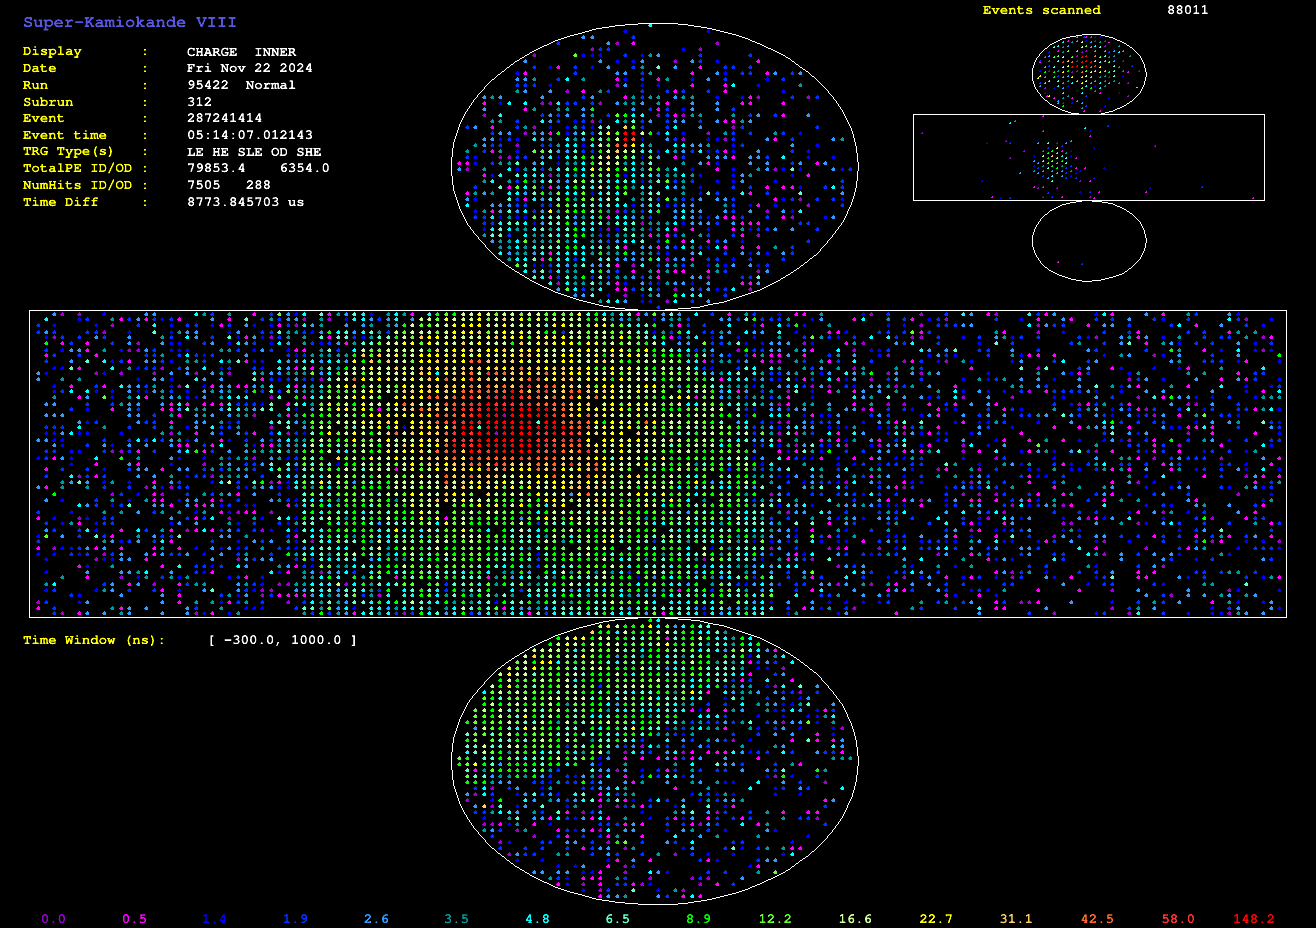 Super-Kamiokande VIII
Events scanned 88011
Display : CHARGE INNER
Date : Fri Nov 22 2024
Run : 95422 Normal
Subrun : 312
Event : 287241414
Event time : 05:14:07.012143
TRG Type(s) : LE HE SLE OD SHE
TotalPE ID/OD : 79853.4 6354.0
NumHits ID/OD : 7505 288
Time Diff : 8773.845703 us
Time Window (ns): [ -300.0, 1000.0 ]
0.0 0.5 1.4 1.9 2.6 3.5 4.8 6.5 8.9 12.2 16.6 22.7 31.1 42.5 58.0 148.2